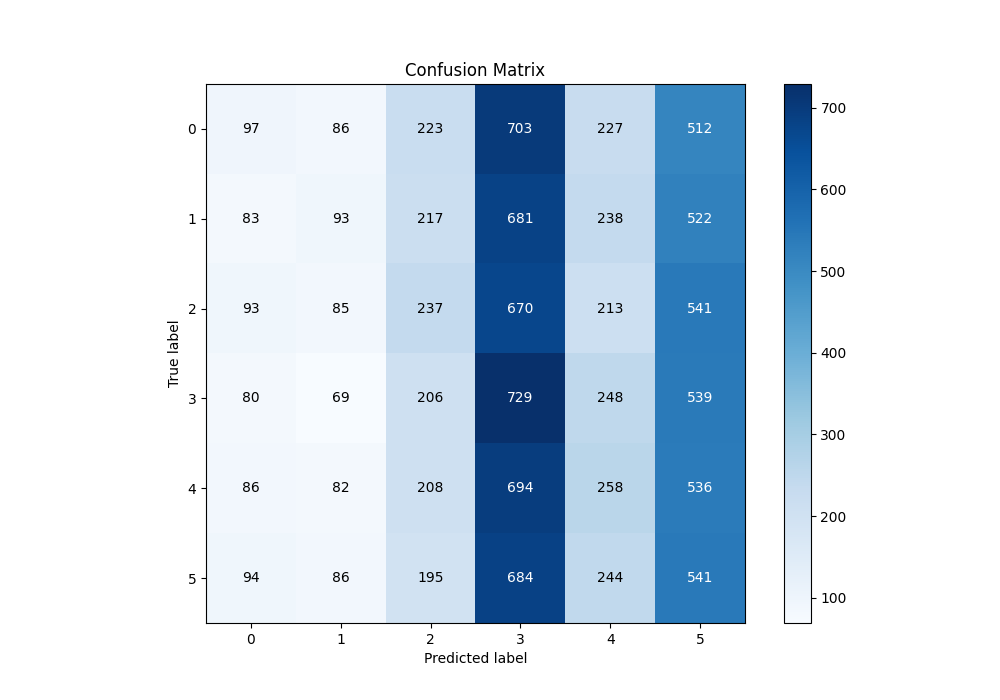 Confusion Matrix
True label
0 97 86 223 703 227 512
1 83 93 217 681 238 522
2 93 85 237 670 213 541
3 80 69 206 729 248 539
4 86 82 208 694 258 536
5 94 86 195 684 244 541
0 1 2 3 4 5
Predicted label
700
600
500
400
300
200
100